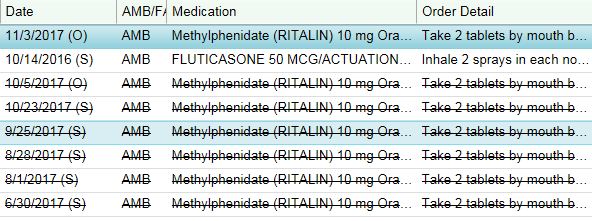 Date AMB/FA Medication Order Detail
11/3/2017 (O) AMB Methylphenidate (RITALIN) 10 mg Ora... Take 2 tablets by mouth b...
10/14/2016 (S) AMB FLUTICASONE 50 MCG/ACTUATION... Inhale 2 sprays in each no...
10/5/2017 (O) AMB Methylphenidate (RITALIN) 10 mg Ora... Take 2 tablets by mouth b...
10/23/2017 (S) AMB Methylphenidate (RITALIN) 10 mg Ora... Take 2 tablets by mouth b...
9/25/2017 (S) AMB Methylphenidate (RITALIN) 10 mg Ora... Take 2 tablets by mouth b...
8/28/2017 (S) AMB Methylphenidate (RITALIN) 10 mg Ora... Take 2 tablets by mouth b...
8/1/2017 (S) AMB Methylphenidate (RITALIN) 10 mg Ora... Take 2 tablets by mouth b...
6/30/2017 (S) AMB Methylphenidate (RITALIN) 10 mg Ora... Take 2 tablets by mouth b...